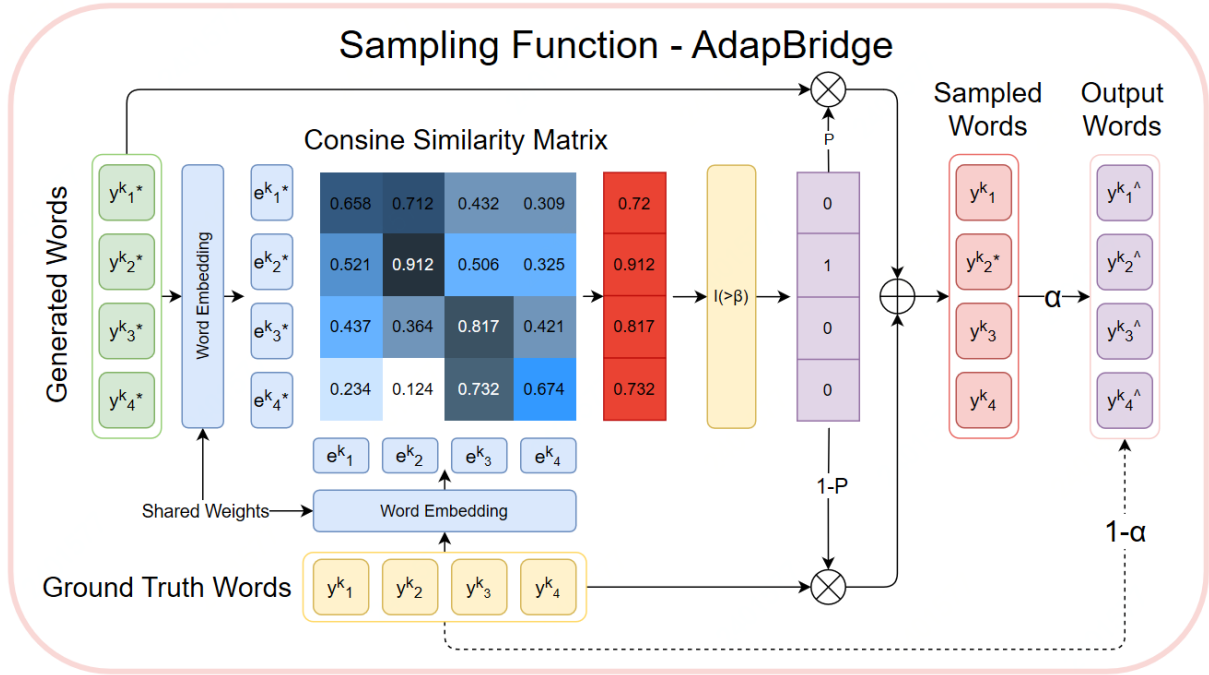 Sampling Function - AdapBridge
Sampled
Words
Output
Words
P
Consine Similarity Matrix
Generated Words
yᵏ₁*
yᵏ₂*
yᵏ₃*
yᵏ₄*
Word Embedding
eᵏ₁*
eᵏ₂*
eᵏ₃*
eᵏ₄*
0.658 0.712 0.432 0.309
0.521 0.912 0.506 0.325
0.437 0.364 0.817 0.421
0.234 0.124 0.732 0.674
0.72
0.912
0.817
0.732
I(>β)
0
1
0
0
yᵏ₁
yᵏ₂*
yᵏ₃
yᵏ₄
α
yᵏ₁^
yᵏ₂^
yᵏ₃^
yᵏ₄^
eᵏ₁ eᵏ₂ eᵏ₃ eᵏ₄
1-P
Shared Weights
Word Embedding
1-α
Ground Truth Words
yᵏ₁ yᵏ₂ yᵏ₃ yᵏ₄